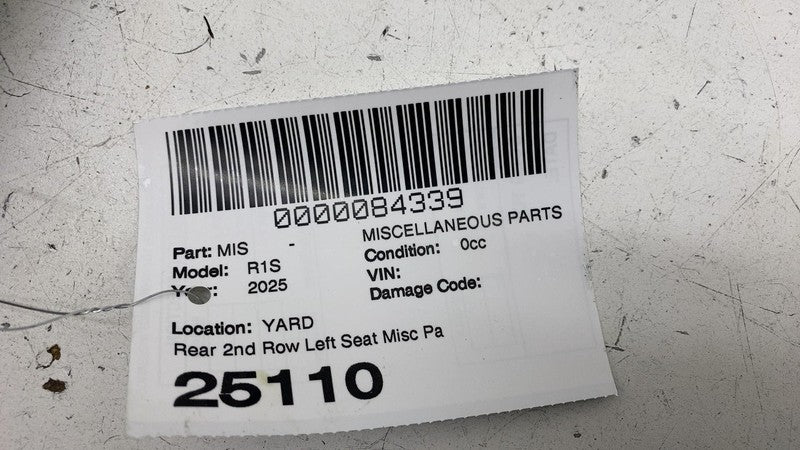 0000084339
Part: MIS - MISCELLANEOUS PARTS
Model: R1S Condition: 0cc
Year: 2025 VIN:
Damage Code:
Location: YARD
Rear 2nd Row Left Seat Misc Pa
25110